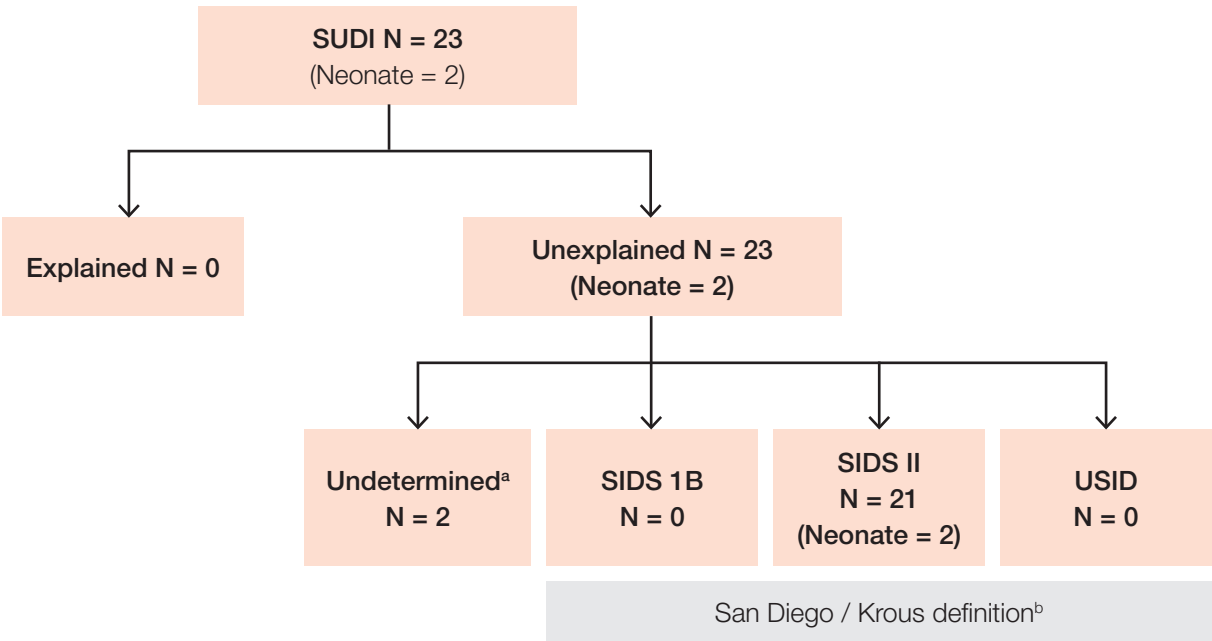 SUDI N = 23
(Neonate = 2)
Explained N = 0
Unexplained N = 23
(Neonate = 2)
Undeterminedᵃ
N = 2
SIDS 1B
N = 0
SIDS II
N = 21
(Neonate = 2)
USID
N = 0
San Diego / Krous definitionᵇ